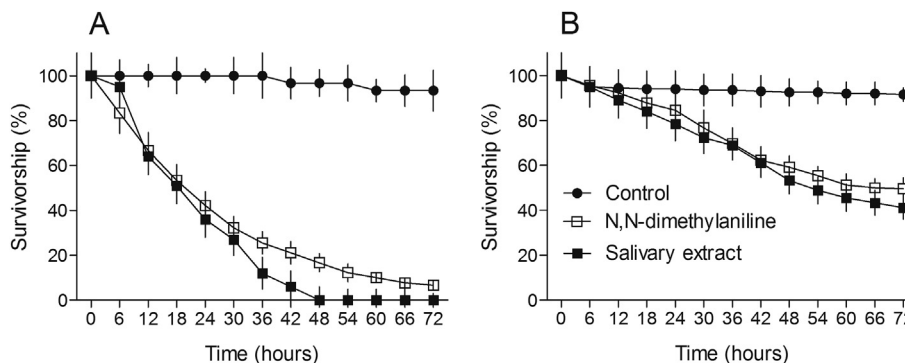 A
Survivorship (%)
100
80
60
40
20
0
0 6 12 18 24 30 36 42 48 54 60 66 72
Time (hours)
B
Survivorship (%)
100
80
60
40
20
0
Control
N,N-dimethylaniline
Salivary extract
0 6 12 18 24 30 36 42 48 54 60 66 72
Time (hours)